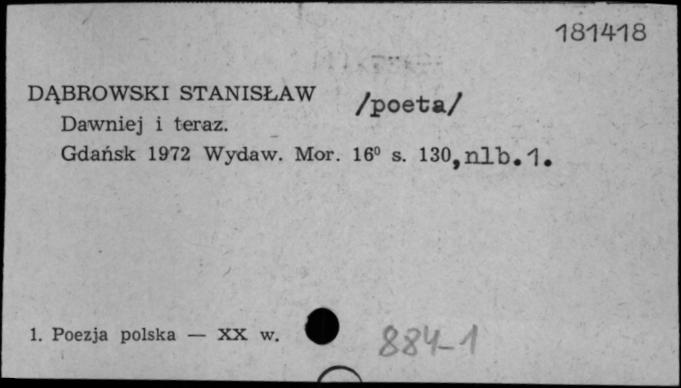 181418
DĄBROWSKI STANISŁAW /poeta/
Dawniej i teraz.
Gdańsk 1972 Wydaw. Mor. 16⁰ s. 130,nlb.1.
1. Poezja polska — XX w.
884-1